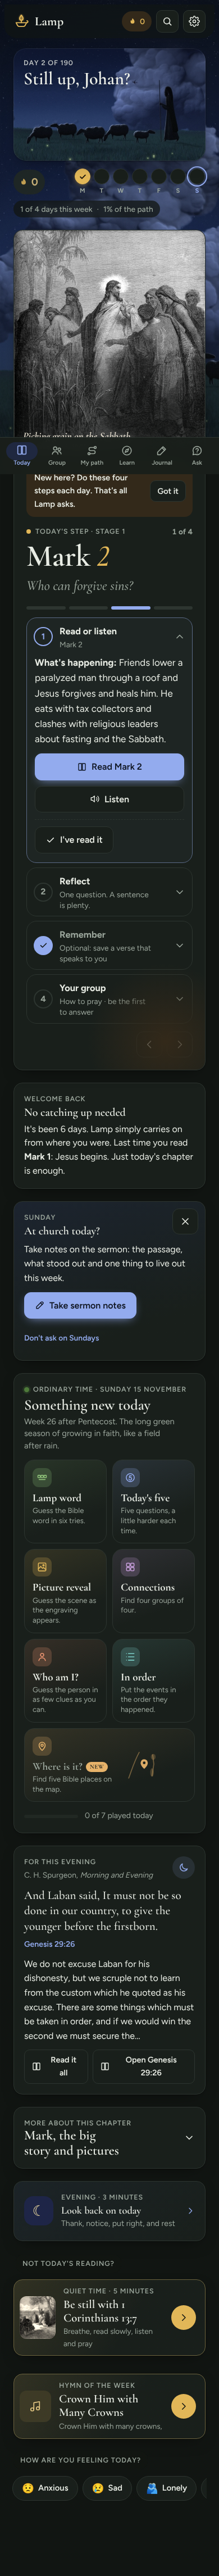 Lamp
0
DAY 2 OF 190
Still up, Johan?
0
M T W T F S S
1 of 4 days this week · 1% of the path
Picking grain on the Sabbath
Today
Group
My path
Learn
Journal
Ask
New here? Do these four
steps each day. That's all
Lamp asks.
Got it
TODAY'S STEP · STAGE 1
1 of 4
Mark 2
Who can forgive sins?
1
Read or listen
Mark 2
What's happening: Friends lower a
paralyzed man through a roof and
Jesus forgives and heals him. He
eats with tax collectors and
clashes with religious leaders
about fasting and the Sabbath.
Read Mark 2
Listen
I've read it
2
Reflect
One question. A sentence
is plenty.
Remember
Optional: save a verse that
speaks to you
4
Your group
How to pray · be the first
to answer
WELCOME BACK
No catching up needed
It's been 6 days. Lamp simply carries on
from where you were. Last time you read
Mark 1: Jesus begins. Just today's chapter
is enough.
SUNDAY
At church today?
Take notes on the sermon: the passage,
what stood out and one thing to live out
this week.
Take sermon notes
Don't ask on Sundays
ORDINARY TIME · SUNDAY 15 NOVEMBER
Something new today
Week 26 after Pentecost. The long green
season of growing in faith, like a field
after rain.
Lamp word
Guess the Bible
word in six tries.
Today's five
Five questions, a
little harder each
time.
Picture reveal
Guess the scene as
the engraving
appears.
Connections
Find four groups of
four.
Who am I?
Guess the person in
as few clues as you
can.
In order
Put the events in
the order they
happened.
Where is it? NEW
Find five Bible places on
the map.
0 of 7 played today
FOR THIS EVENING
C. H. Spurgeon, Morning and Evening
And Laban said, It must not be so
done in our country, to give the
younger before the firstborn.
Genesis 29:26
We do not excuse Laban for his
dishonesty, but we scruple not to learn
from the custom which he quoted as his
excuse. There are some things which must
be taken in order, and if we would win the
second we must secure the...
Read it
all
Open Genesis
29:26
MORE ABOUT THIS CHAPTER
Mark, the big
story and pictures
EVENING · 3 MINUTES
Look back on today
Thank, notice, put right, and rest
NOT TODAY'S READING?
QUIET TIME · 5 MINUTES
Be still with 1
Corinthians 13:7
Breathe, read slowly, listen
and pray
HYMN OF THE WEEK
Crown Him with
Many Crowns
Crown Him with many crowns,
HOW ARE YOU FEELING TODAY?
Anxious
Sad
Lonely